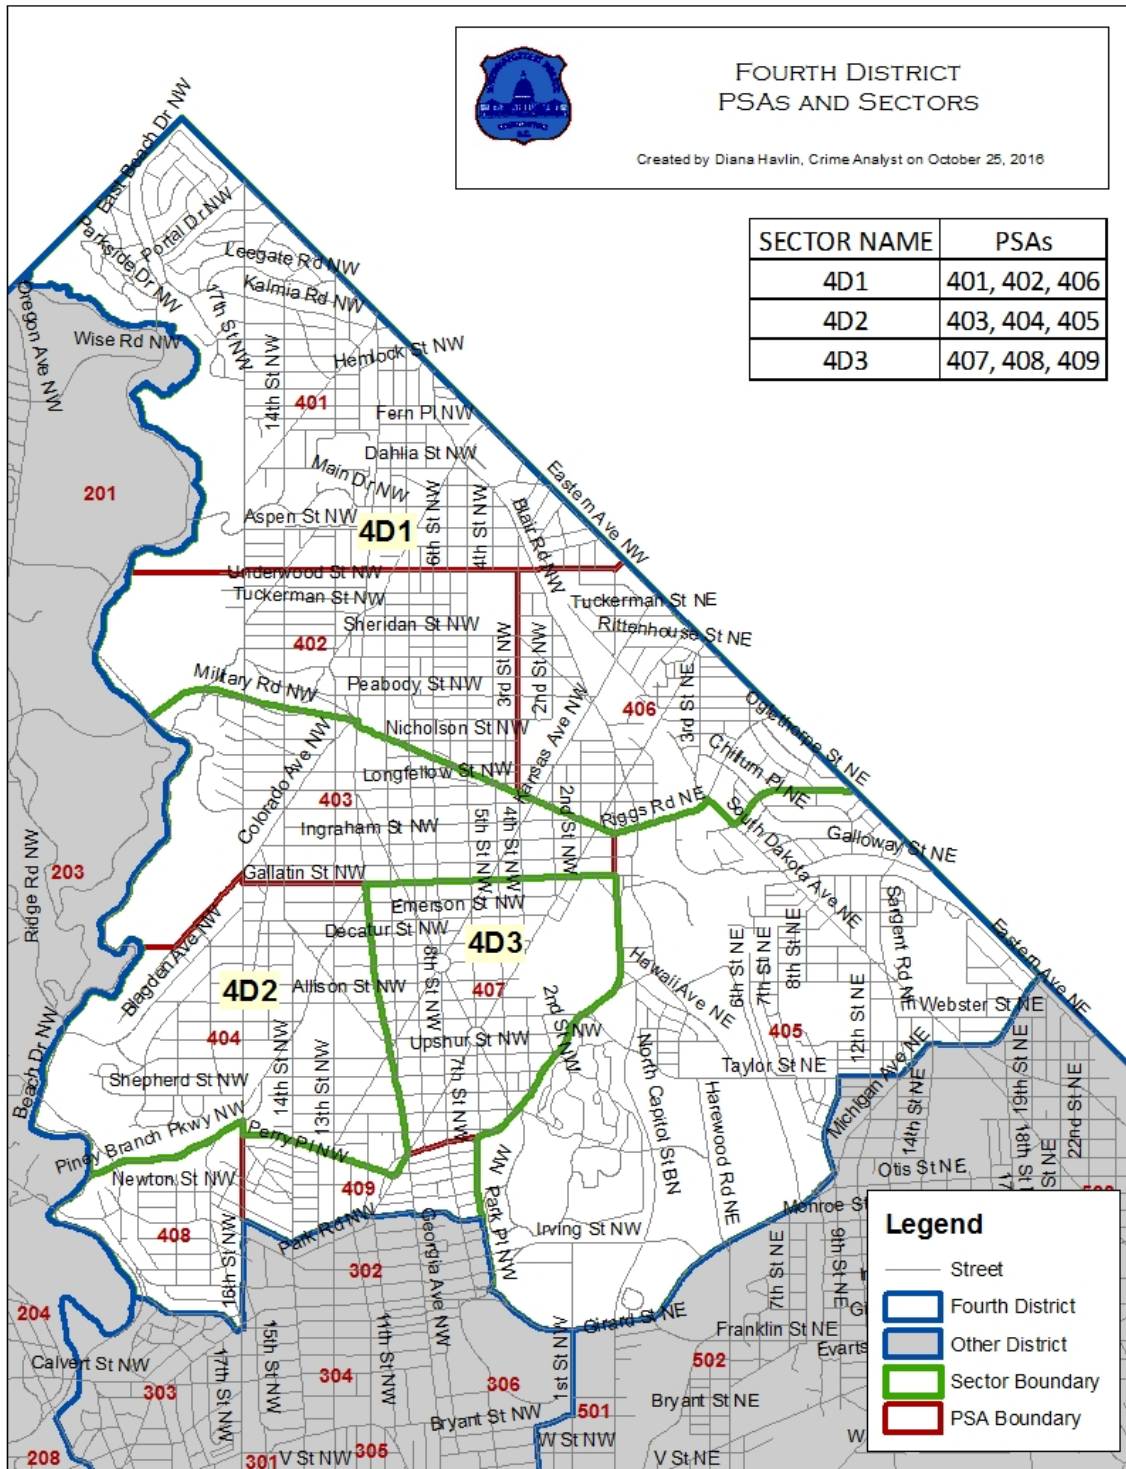 FOURTH DISTRICT
PSAS AND SECTORS
Created by Diana Havlin, Crime Analyst on October 25, 2016
SECTOR NAME PSAs
4D1 401, 402, 406
4D2 403, 404, 405
4D3 407, 408, 409
East Beach Dr NW
Portal Dr NW
Parkside Dr NW
Leegate Rd NW
Kalmia Rd NW
17th St NW
Oregon Ave NW
Wise Rd NW
Hemlock St NW
14th St NW
401
Fern Pl NW
Dahlia St NW
Main Dr NW
Eastern Ave NW
201
6th St NW
4th St NW
Blair Rd NW
Aspen St NW
4D1
Underwood St NW
Tuckerman St NW
Tuckerman St NE
Sheridan St NW
Rittenhouse St NE
402
3rd St NW
2nd St NW
Military Rd NW
Peabody St NW
3rd St NE
406
Oglethorpe St NE
Nicholson St NW
Kansas Ave NW
Chillum Pl NE
Colorado Ave NW
Longfellow St NW
403
Riggs Rd NE
Ingraham St NW
5th St NW
4th St NW
2nd St NW
South Dakota Ave NE
Galloway St NE
203
Ridge Rd NW
Gallatin St NW
Emerson St NW
Sargent Rd NE
Decatur St NW
4D3
Blagden Ave NW
8th St NW
Hawaii Ave NE
6th St NE
7th St NE
8th St NE
Eastern Ave NE
4D2
Allison St NW
407
2nd St NW
NW
Webster St NE
404
405
12th St NE
Upshur St NW
Beach Dr NW
14th St NW
13th St NW
7th St NW
North Capitol St BN
Taylor St NE
Michigan Ave NE
19th St NE
22nd St NE
Shepherd St NW
Harewood Rd NE
14th St NE
18th St
St NE
17
Piney Branch Pkwy NW
Perry Pl NW
Otis St NE
Newton St NW
409
NW
Park Pl NW
Monroe St
408
16th St NW
Park Rd NW
Georgia Ave NW
Irving St NW
7th St NE
9th St NE
302
204
Girard St NE
Gi
15th St NW
11th St NW
1st St NW
Franklin St NE
Evarts
Calvert St NW
17th St NW
502
303
304
306
Bryant St NE
Bryant St NW
501
W St NW
W
208
301
V St NW
305
V St NE
Legend
Street
Fourth District
Other District
Sector Boundary
PSA Boundary